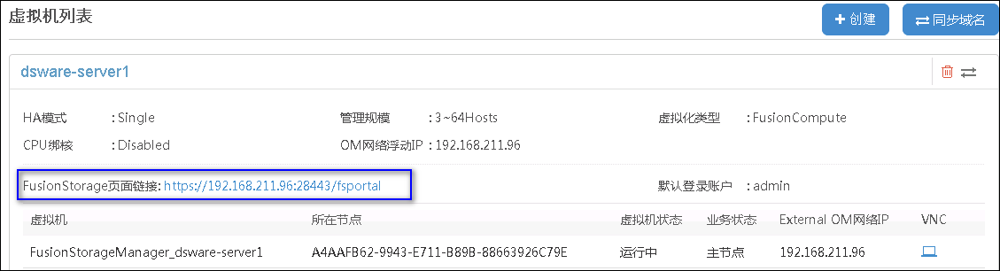 虚拟机列表
创建
同步域名
dsware-server1
HA模式 : Single 管理规模 : 3~64Hosts 虚拟化类型 : FusionCompute
CPU绑核 : Disabled OM网络浮动IP : 192.168.211.96
FusionStorage页面链接: https://192.168.211.96:28443/fsportal 默认登录账户 : admin
虚拟机 所在节点 虚拟机状态 业务状态 External OM网络IP VNC
FusionStorageManager_dsware-server1 A4AAFB62-9943-E711-B89B-88663926C79E 运行中 主节点 192.168.211.96